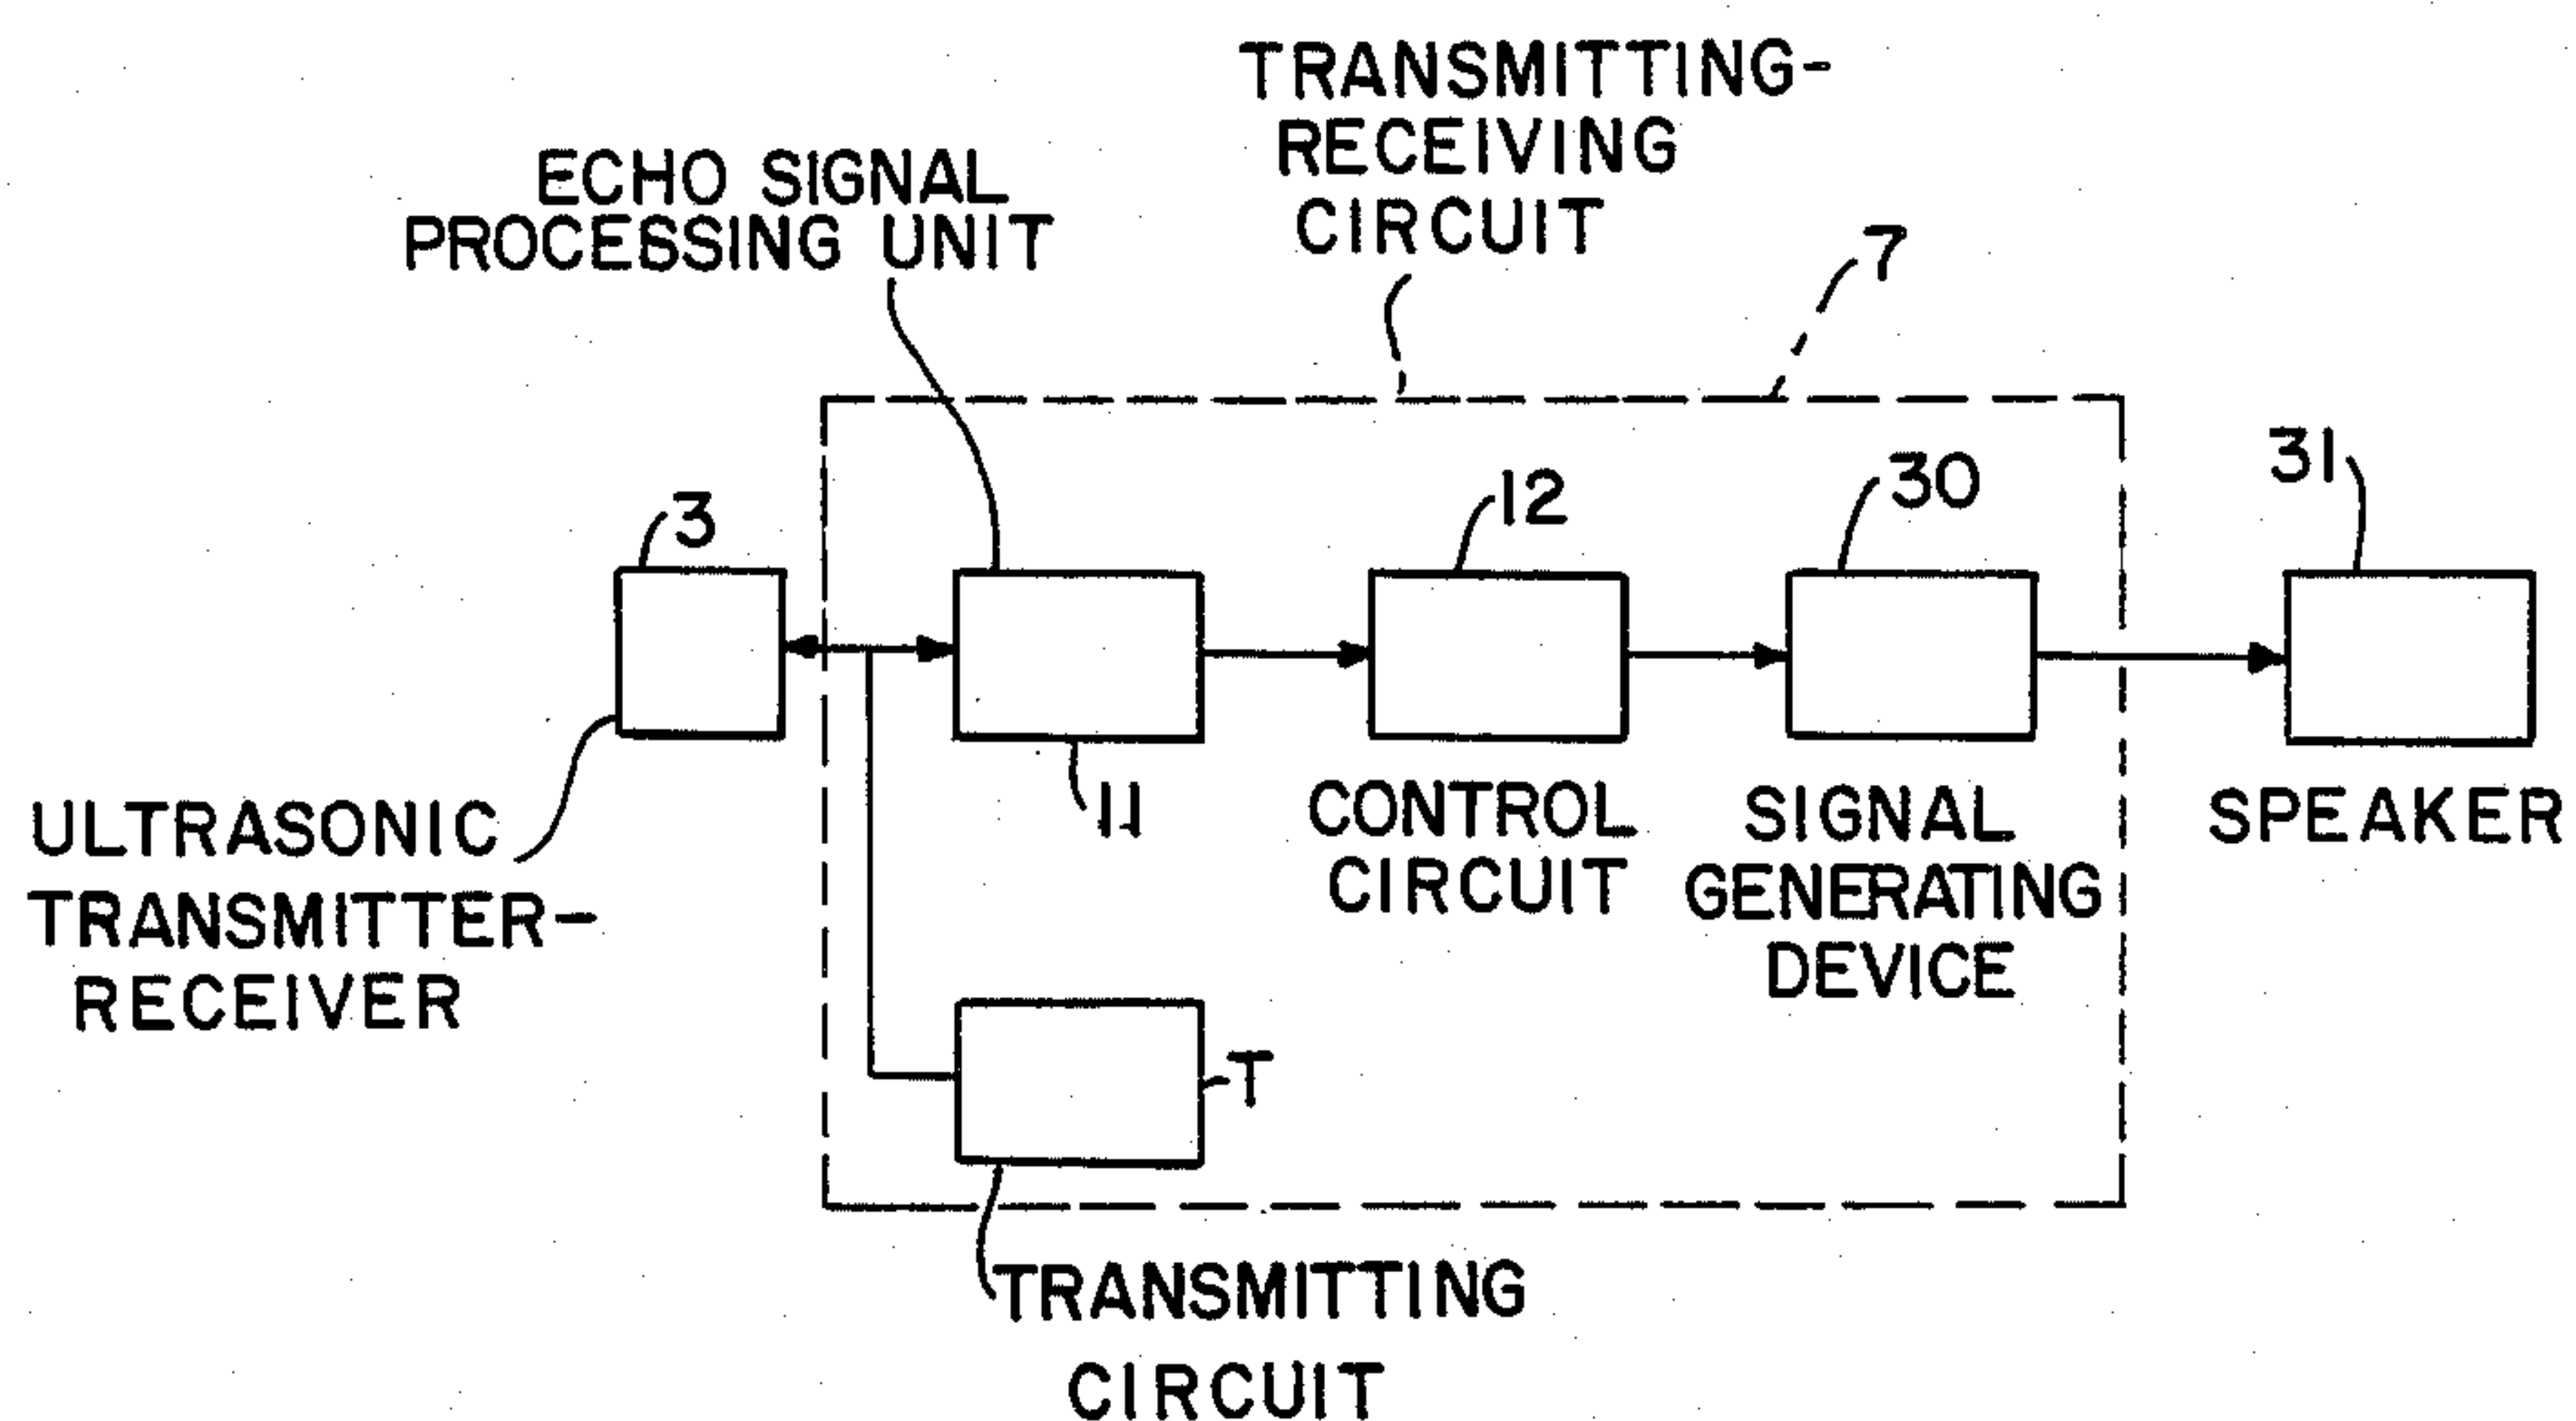 TRANSMITTING-
RECEIVING
CIRCUIT
ECHO SIGNAL
PROCESSING UNIT
7
3
12
30
31
11
ULTRASONIC
TRANSMITTER-
RECEIVER
CONTROL
CIRCUIT
SIGNAL
GENERATING
DEVICE
SPEAKER
T
TRANSMITTING
CIRCUIT